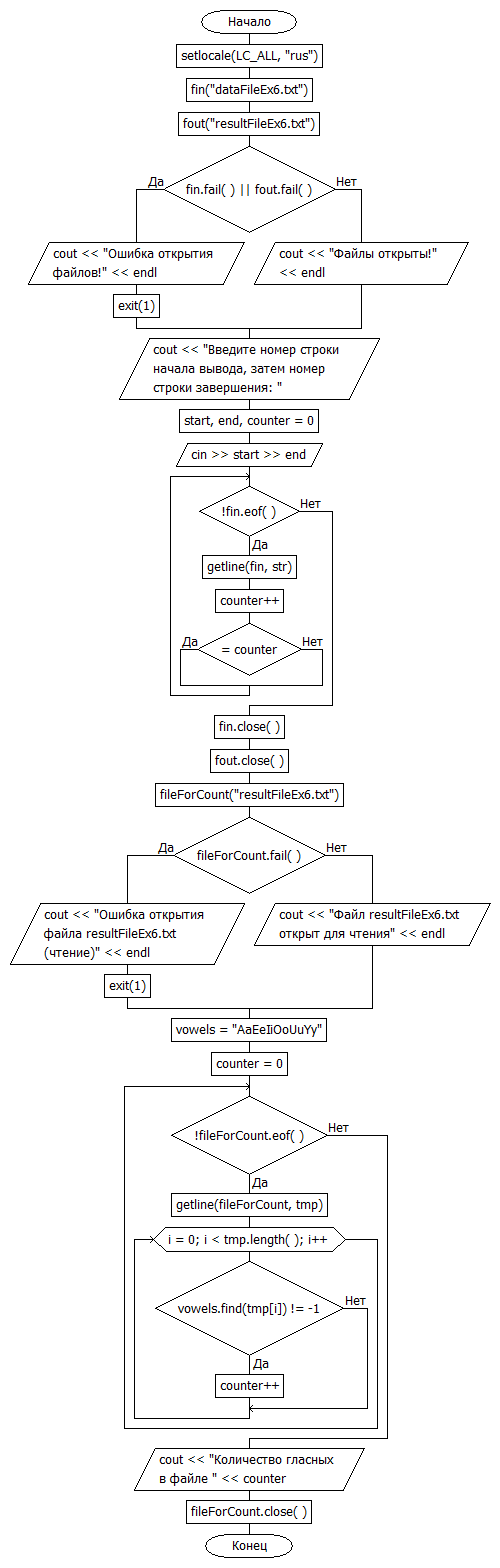 Начало
setlocale(LC_ALL, "rus")
fin("dataFileEx6.txt")
fout("resultFileEx6.txt")
fin.fail( ) || fout.fail( )
Да
Нет
cout << "Ошибка открытия
файлов!" << endl
cout << "Файлы открыты!"
<< endl
exit(1)
cout << "Введите номер строки
начала вывода, затем номер
строки завершения: "
start, end, counter = 0
cin >> start >> end
!fin.eof( )
Нет
Да
getline(fin, str)
counter++
Да
= counter
Нет
fin.close( )
fout.close( )
fileForCount("resultFileEx6.txt")
Да
fileForCount.fail( )
Нет
cout << "Ошибка открытия
файла resultFileEx6.txt
(чтение)" << endl
cout << "Файл resultFileEx6.txt
открыт для чтения" << endl
exit(1)
vowels = "AaEeIiOoUuYy"
counter = 0
!fileForCount.eof( )
Нет
Да
getline(fileForCount, tmp)
i = 0; i < tmp.length( ); i++
vowels.find(tmp[i]) != -1
Нет
Да
counter++
cout << "Количество гласных
в файле " << counter
fileForCount.close( )
Конец